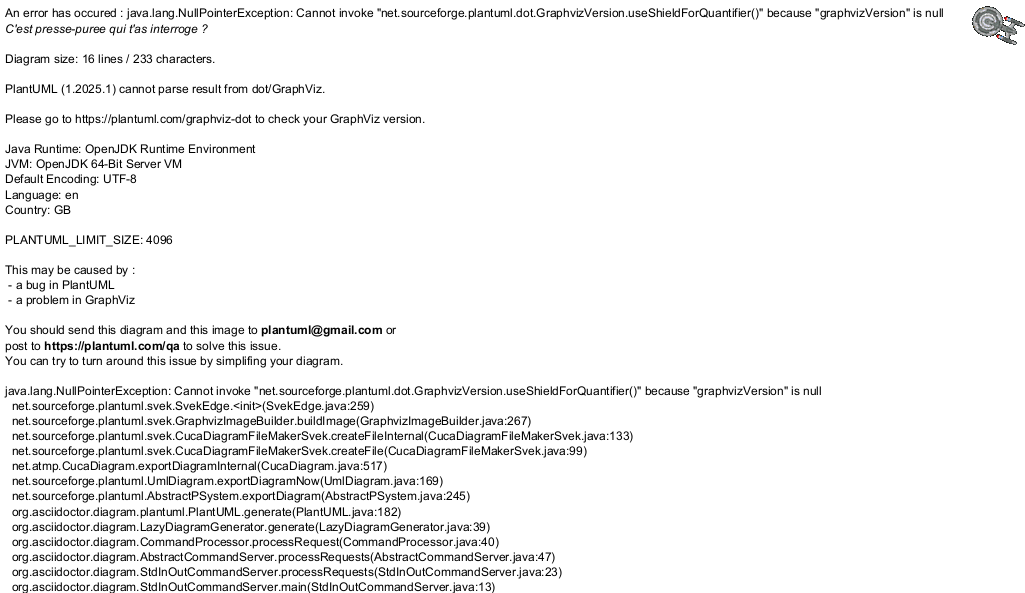 An error has occured : java.lang.NullPointerException: Cannot invoke "net.sourceforge.plantuml.dot.GraphvizVersion.useShieldForQuantifier()" because "graphvizVersion" is null
C'est presse-puree qui t'as interroge ?
Diagram size: 16 lines / 233 characters.
PlantUML (1.2025.1) cannot parse result from dot/GraphViz.
Please go to https://plantuml.com/graphviz-dot to check your GraphViz version.
Java Runtime: OpenJDK Runtime Environment
JVM: OpenJDK 64-Bit Server VM
Default Encoding: UTF-8
Language: en
Country: GB
PLANTUML_LIMIT_SIZE: 4096
This may be caused by :
- a bug in PlantUML
- a problem in GraphViz
You should send this diagram and this image to plantuml@gmail.com or
post to https://plantuml.com/qa to solve this issue.
You can try to turn around this issue by simplifing your diagram.
java.lang.NullPointerException: Cannot invoke "net.sourceforge.plantuml.dot.GraphvizVersion.useShieldForQuantifier()" because "graphvizVersion" is null
net.sourceforge.plantuml.svek.SvekEdge.<init>(SvekEdge.java:259)
net.sourceforge.plantuml.svek.GraphvizImageBuilder.buildImage(GraphvizImageBuilder.java:267)
net.sourceforge.plantuml.svek.CucaDiagramFileMakerSvek.createFileInternal(CucaDiagramFileMakerSvek.java:133)
net.sourceforge.plantuml.svek.CucaDiagramFileMakerSvek.createFile(CucaDiagramFileMakerSvek.java:99)
net.atmp.CucaDiagram.exportDiagramInternal(CucaDiagram.java:517)
net.sourceforge.plantuml.UmlDiagram.exportDiagramNow(UmlDiagram.java:169)
net.sourceforge.plantuml.AbstractPSystem.exportDiagram(AbstractPSystem.java:245)
org.asciidoctor.diagram.plantuml.PlantUML.generate(PlantUML.java:182)
org.asciidoctor.diagram.LazyDiagramGenerator.generate(LazyDiagramGenerator.java:39)
org.asciidoctor.diagram.CommandProcessor.processRequest(CommandProcessor.java:40)
org.asciidoctor.diagram.AbstractCommandServer.processRequests(AbstractCommandServer.java:47)
org.asciidoctor.diagram.StdInOutCommandServer.processRequests(StdInOutCommandServer.java:23)
org.asciidoctor.diagram.StdInOutCommandServer.main(StdInOutCommandServer.java:13)